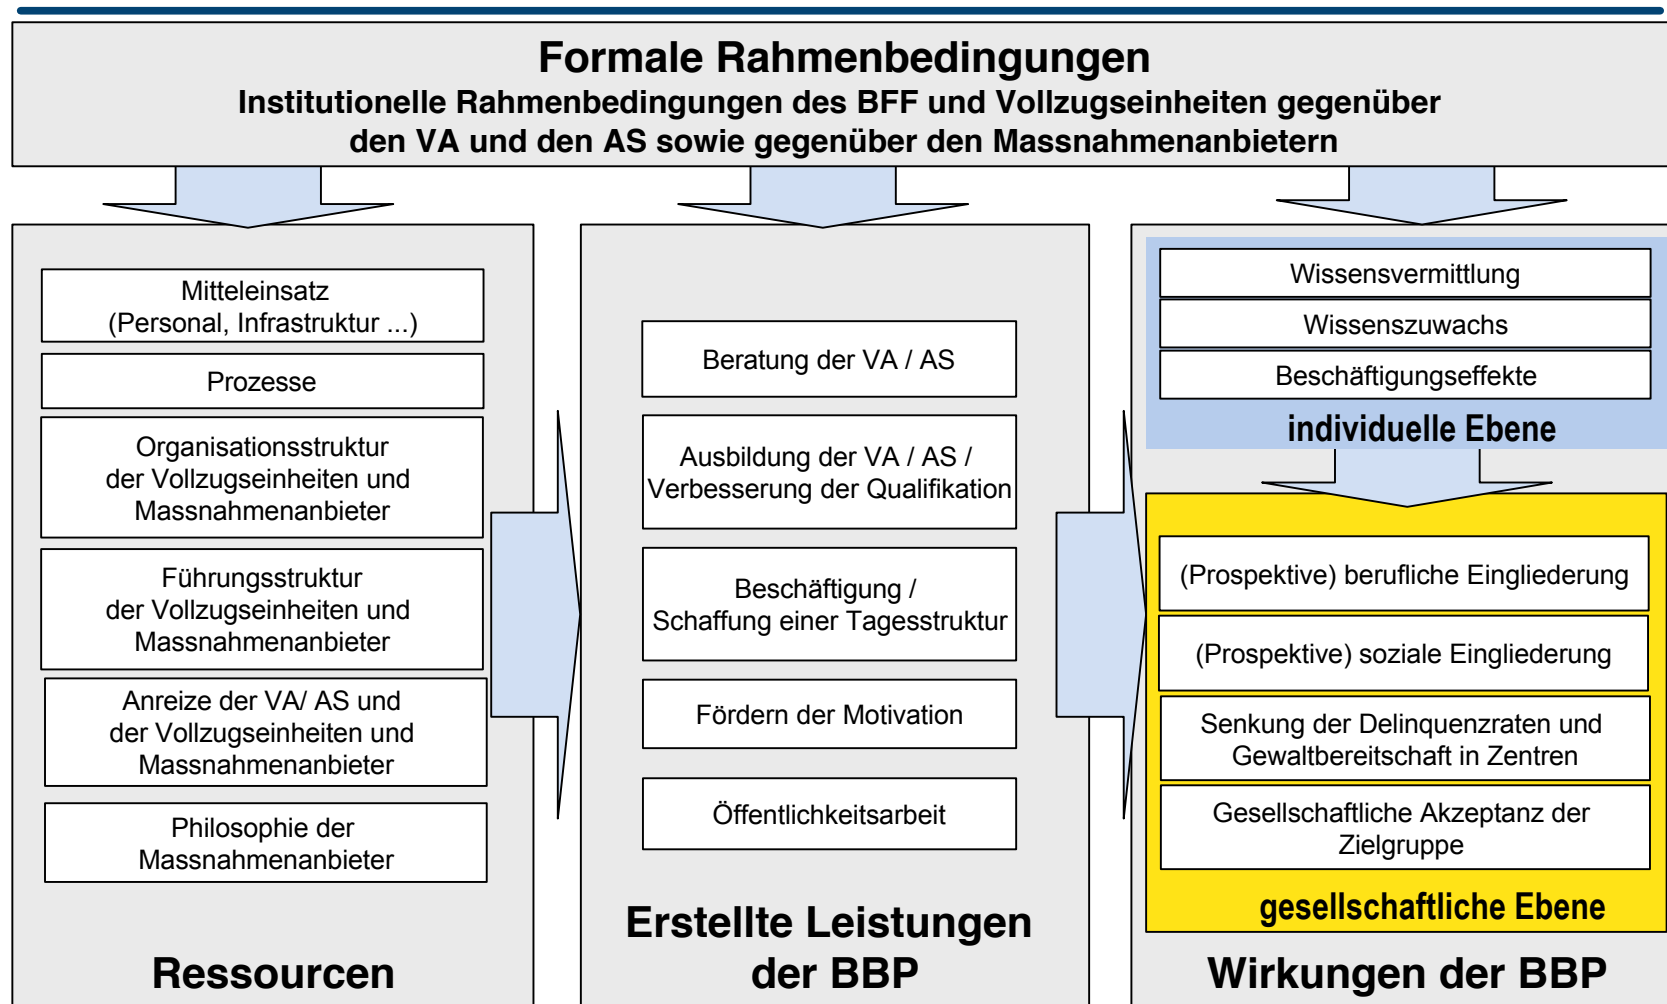 Formale Rahmenbedingungen
Institutionelle Rahmenbedingungen des BFF und Vollzugseinheiten gegenüber
den VA und den AS sowie gegenüber den Massnahmenanbietern
Mitteleinsatz
(Personal, Infrastruktur ...)
Prozesse
Organisationsstruktur
der Vollzugseinheiten und
Massnahmenanbieter
Führungsstruktur
der Vollzugseinheiten und
Massnahmenanbieter
Anreize der VA/ AS und
der Vollzugseinheiten und
Massnahmenanbieter
Philosophie der
Massnahmenanbieter
Ressourcen
Beratung der VA / AS
Ausbildung der VA / AS /
Verbesserung der Qualifikation
Beschäftigung /
Schaffung einer Tagesstruktur
Fördern der Motivation
Öffentlichkeitsarbeit
Erstellte Leistungen
der BBP
Wissensvermittlung
Wissenszuwachs
Beschäftigungseffekte
individuelle Ebene
(Prospektive) berufliche Eingliederung
(Prospektive) soziale Eingliederung
Senkung der Delinquenzraten und
Gewaltbereitschaft in Zentren
Gesellschaftliche Akzeptanz der
Zielgruppe
gesellschaftliche Ebene
Wirkungen der BBP